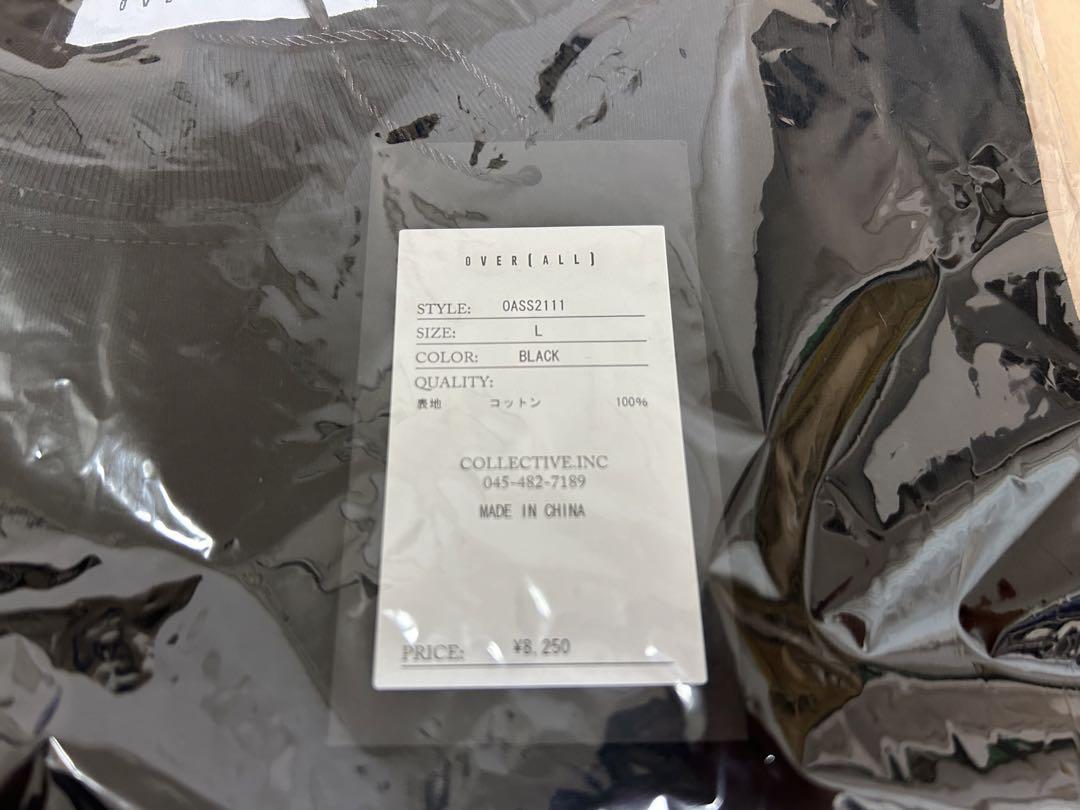 OVER[ALL]
STYLE: OASS2111
SIZE: L
COLOR: BLACK
QUALITY:
表地 コットン 100%
COLLECTIVE.INC
045-482-7189
MADE IN CHINA
PRICE: ¥8,250